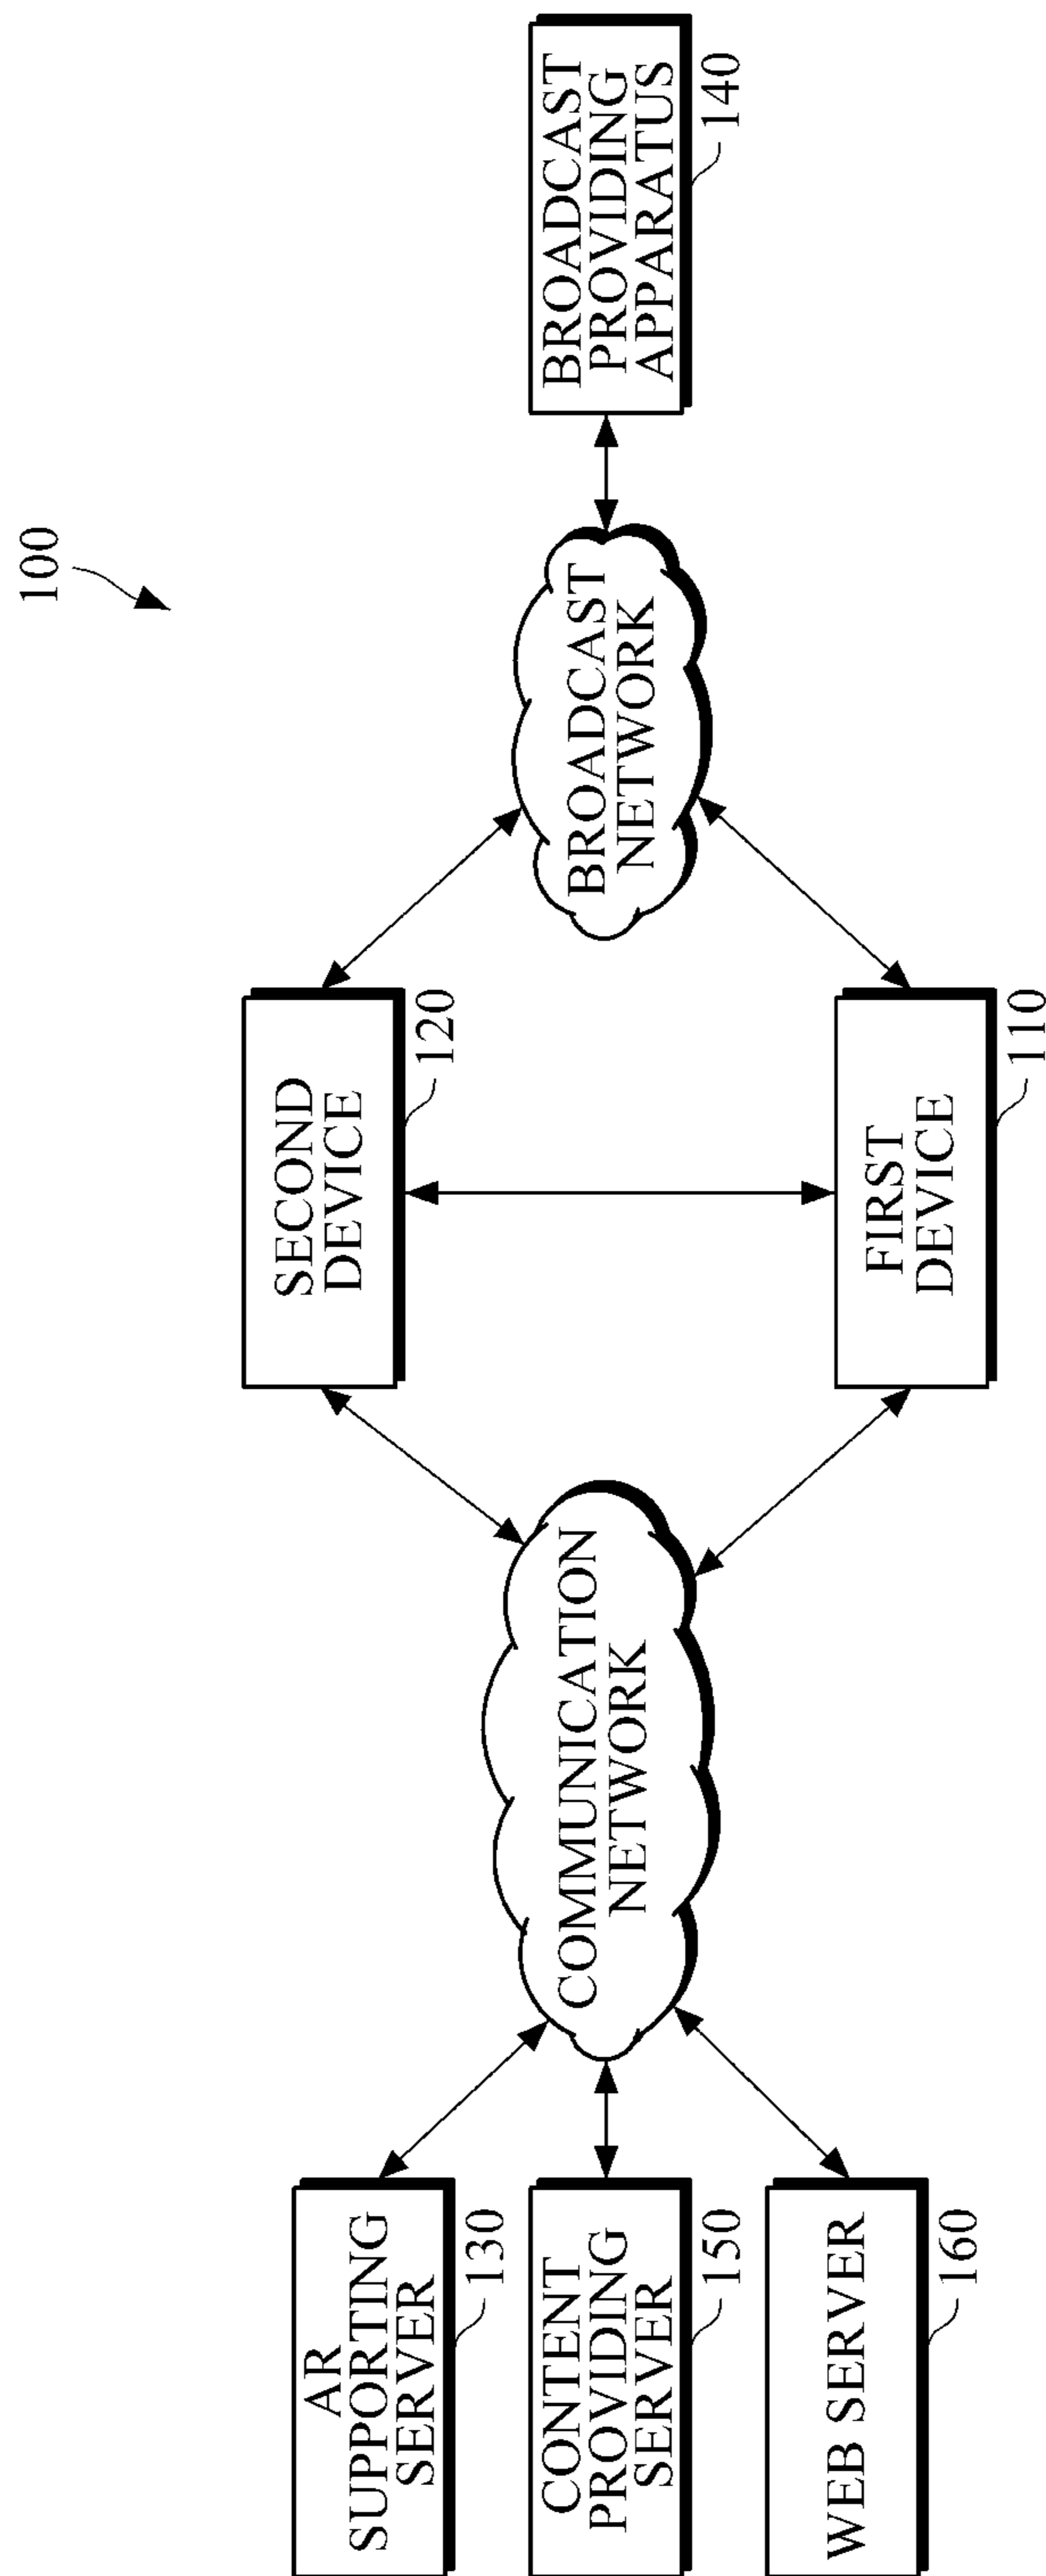 100
AR
SUPPORTING
SERVER
130
CONTENT
PROVIDING
SERVER
150
WEB SERVER
160
COMMUNICATION
NETWORK
SECOND
DEVICE
120
FIRST
DEVICE
110
BROADCAST
NETWORK
BROADCAST
PROVIDING
APPARATUS
140